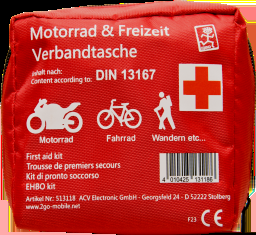 Motorrad & Freizeit
Verbandtasche
Inhalt nach:
Content according to: DIN 13167
Motorrad Fahrrad Wandern etc...
First aid kit
Trousse de premiers secours
Kit di pronto soccorso
EHBO kit
4 010425 131186
Artikel Nr.: 513118 ACV Electronic GmbH - Georgsfeld 24 - D 52222 Stolberg
www.2go-mobile.net
F23 CE